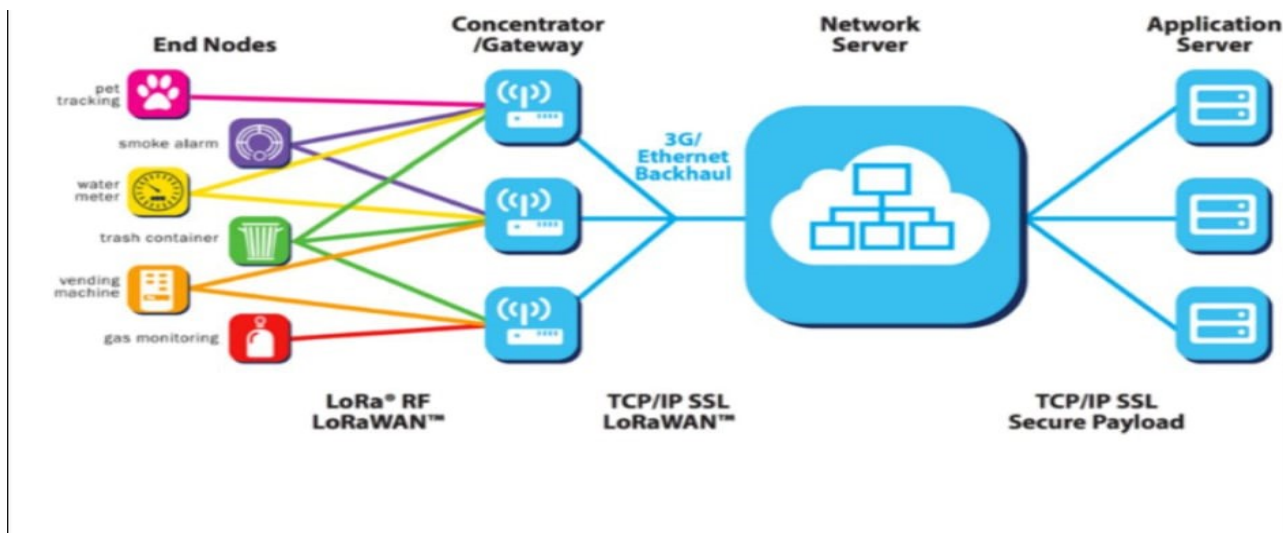 End Nodes
Concentrator
/Gateway
Network
Server
Application
Server
pet
tracking
smoke alarm
water
meter
trash container
vending
machine
gas monitoring
3G/
Ethernet
Backhaul
LoRa® RF
LoRaWAN™
TCP/IP SSL
LoRaWAN™
TCP/IP SSL
Secure Payload